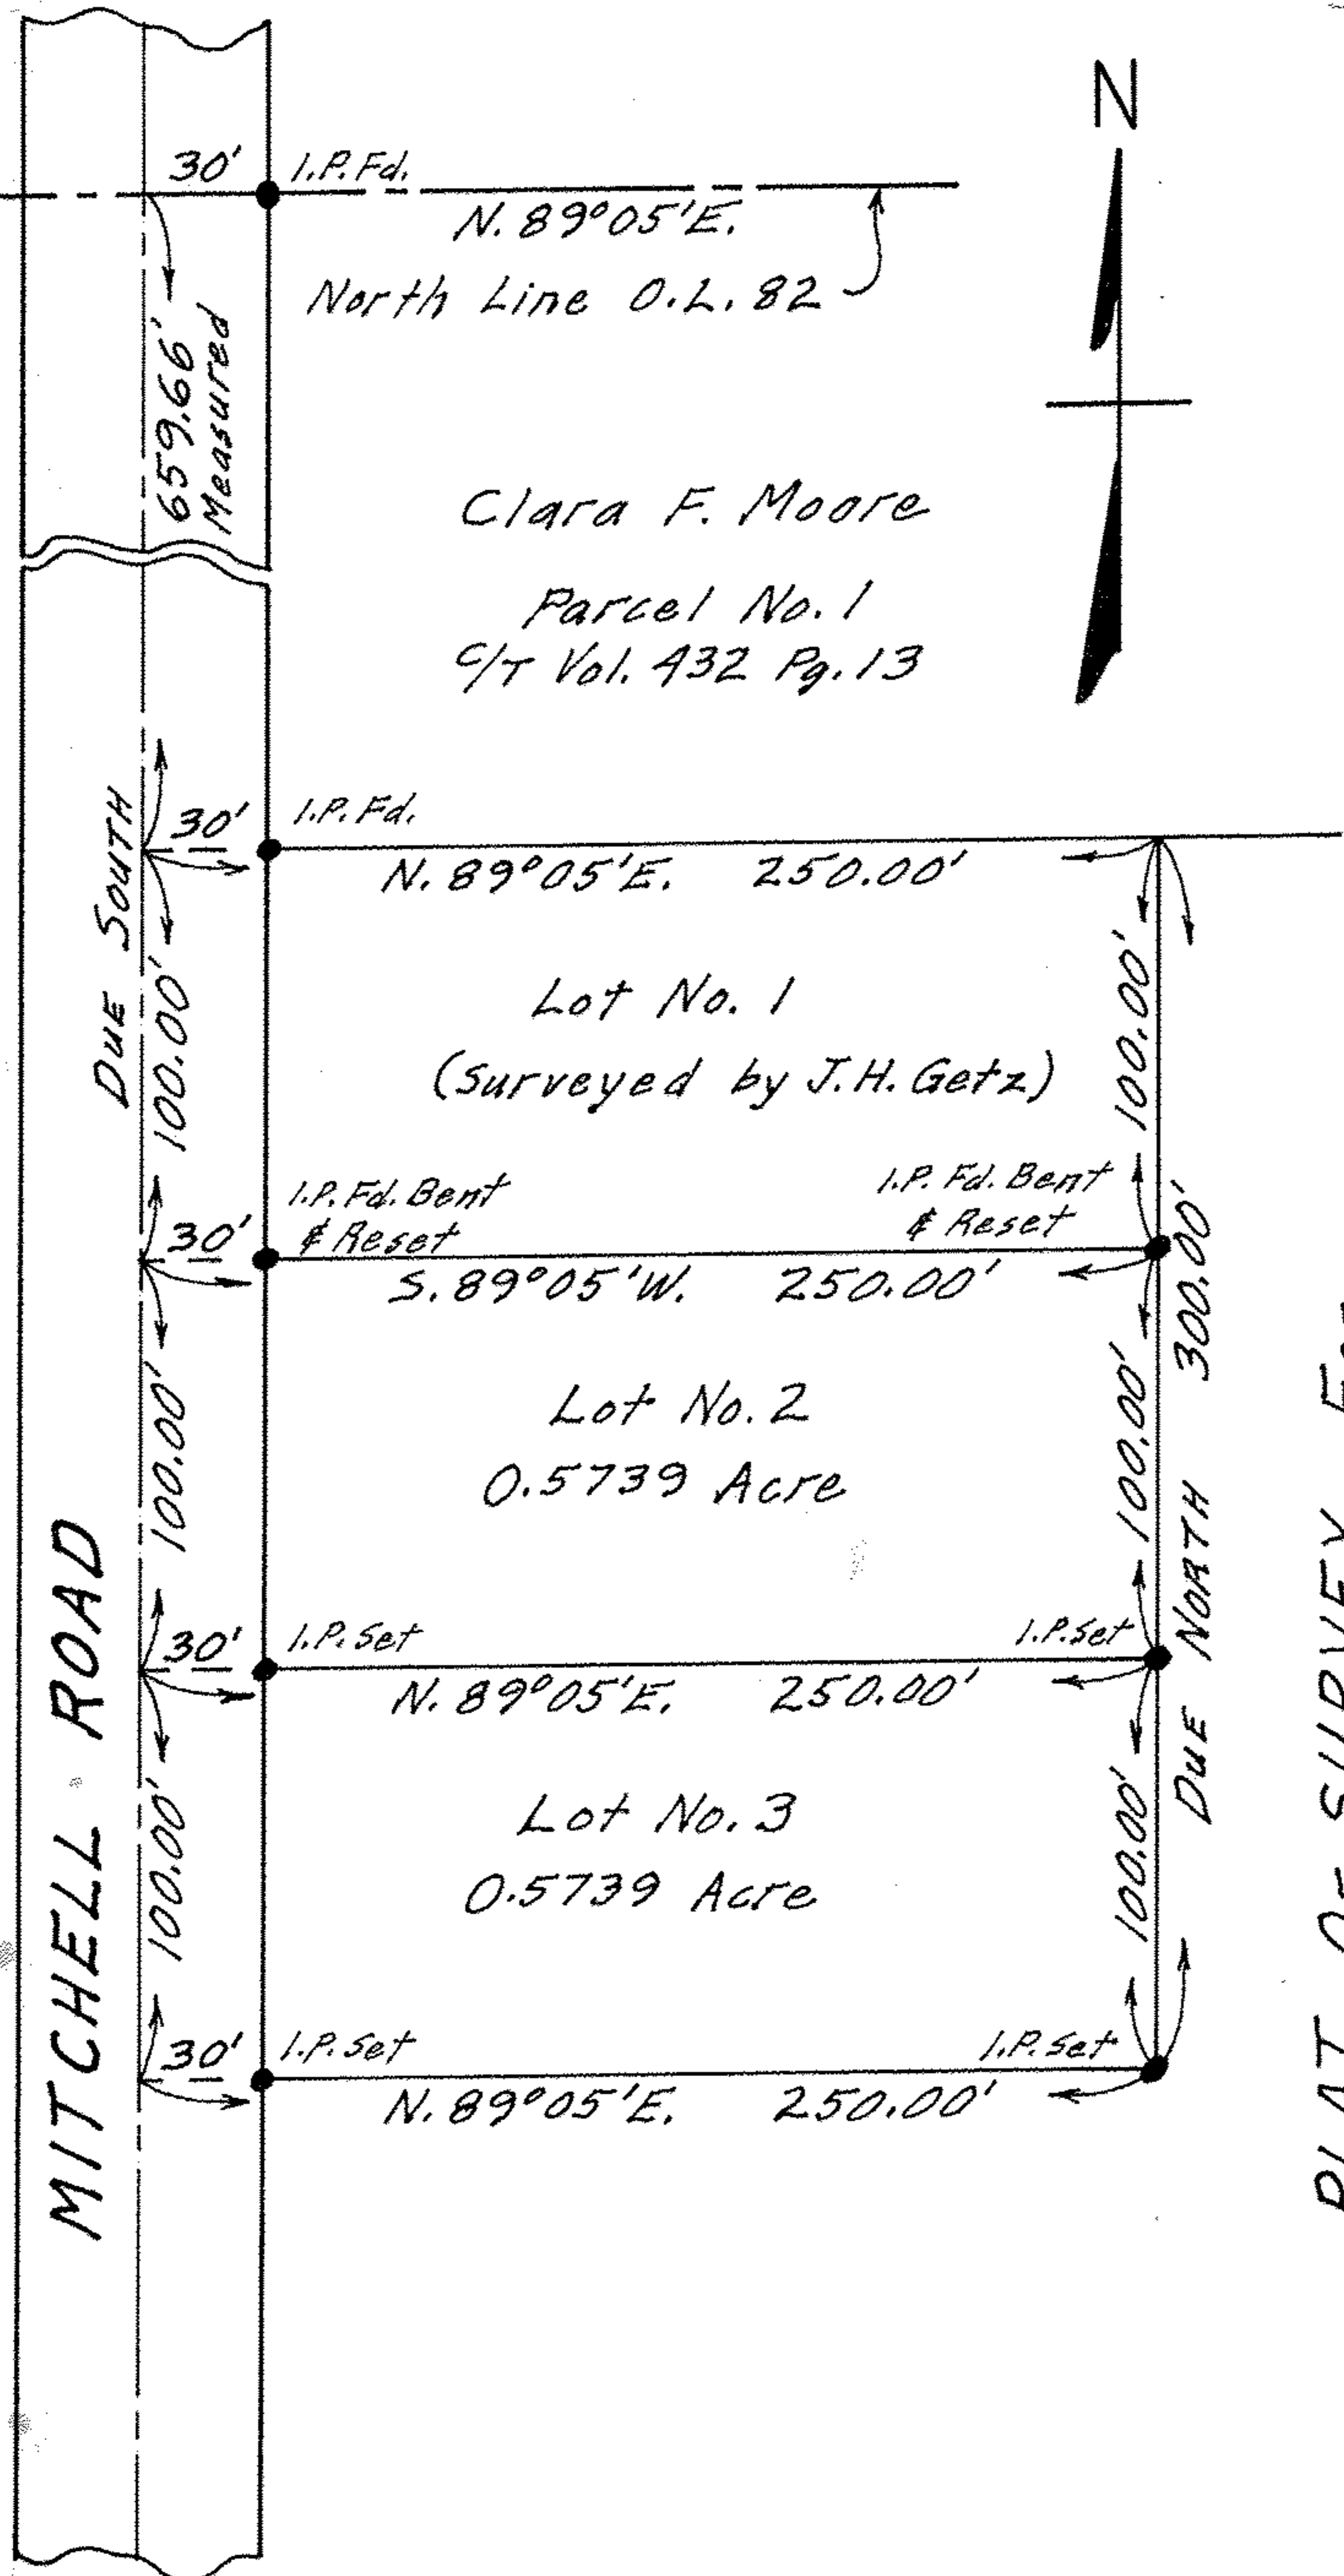 N
30'
I.P. Fd.
N. 89°05'E.
North Line O.L. 82
659.66'
Measured
Clara F. Moore
Parcel No. 1
C/T Vol. 432 Pg. 13
DUE SOUTH
30'
I.P. Fd.
N. 89°05'E. 250.00'
100.00'
Lot No. 1
(Surveyed by J.H. Getz)
100.00'
30'
I.P. Fd. Bent
& Reset
I.P. Fd. Bent
& Reset
S. 89°05'W. 250.00'
100.00'
Lot No. 2
0.5739 Acre
100.00'
DUE NORTH 300.00'
MITCHELL ROAD
30'
I.P. Set
I.P. Set
N. 89°05'E. 250.00'
100.00'
Lot No. 3
0.5739 Acre
100.00'
30'
I.P. Set
I.P. Set
N. 89°05'E. 250.00'
PLAT OF SURVEY